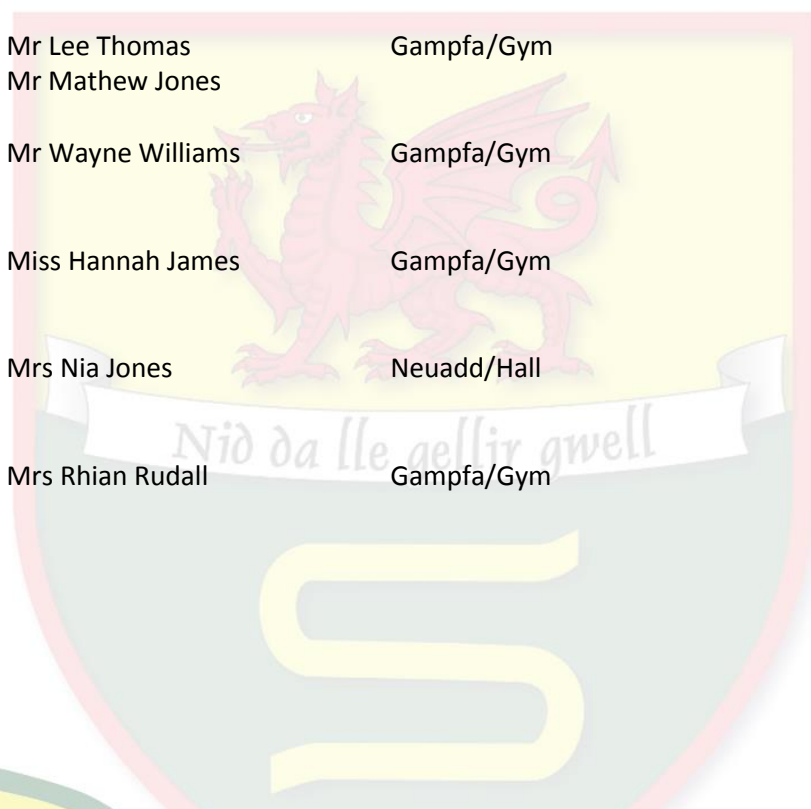 Mr Lee Thomas Gampfa/Gym
Mr Mathew Jones
Mr Wayne Williams Gampfa/Gym
Miss Hannah James Gampfa/Gym
Mrs Nia Jones Neuadd/Hall
Nid da lle gellir gwell
Mrs Rhian Rudall Gampfa/Gym